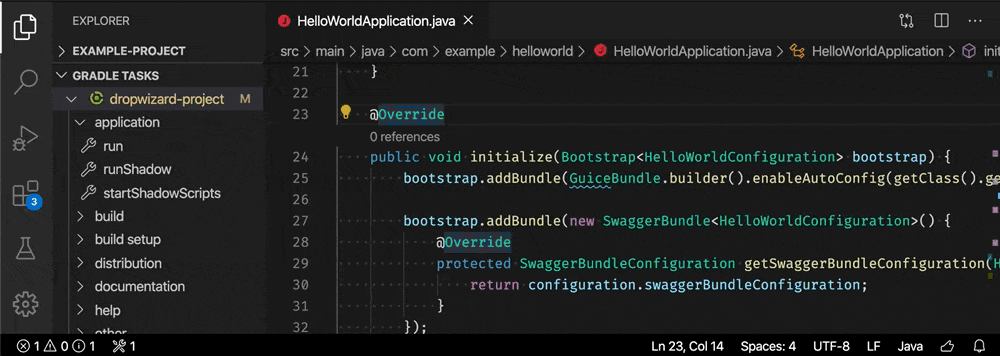 EXPLORER
EXAMPLE-PROJECT
GRADLE TASKS
dropwizard-project M
application
run
runShadow
startShadowScripts
build
build setup
distribution
documentation
help
other
3
HelloWorldApplication.java
src > main > java > com > example > helloworld > HelloWorldApplication.java > HelloWorldApplication > ini
21 }
22
23 @Override
0 references
24 public void initialize(Bootstrap<HelloWorldConfiguration> bootstrap) {
25 bootstrap.addBundle(GuiceBundle.builder().enableAutoConfig(getClass().ge
26
27 bootstrap.addBundle(new SwaggerBundle<HelloWorldConfiguration>() {
28 @Override
29 protected SwaggerBundleConfiguration getSwaggerBundleConfiguration(H
30 return configuration.swaggerBundleConfiguration;
31 }
32 });
1 0 1 1 Ln 23, Col 14 Spaces: 4 UTF-8 LF Java